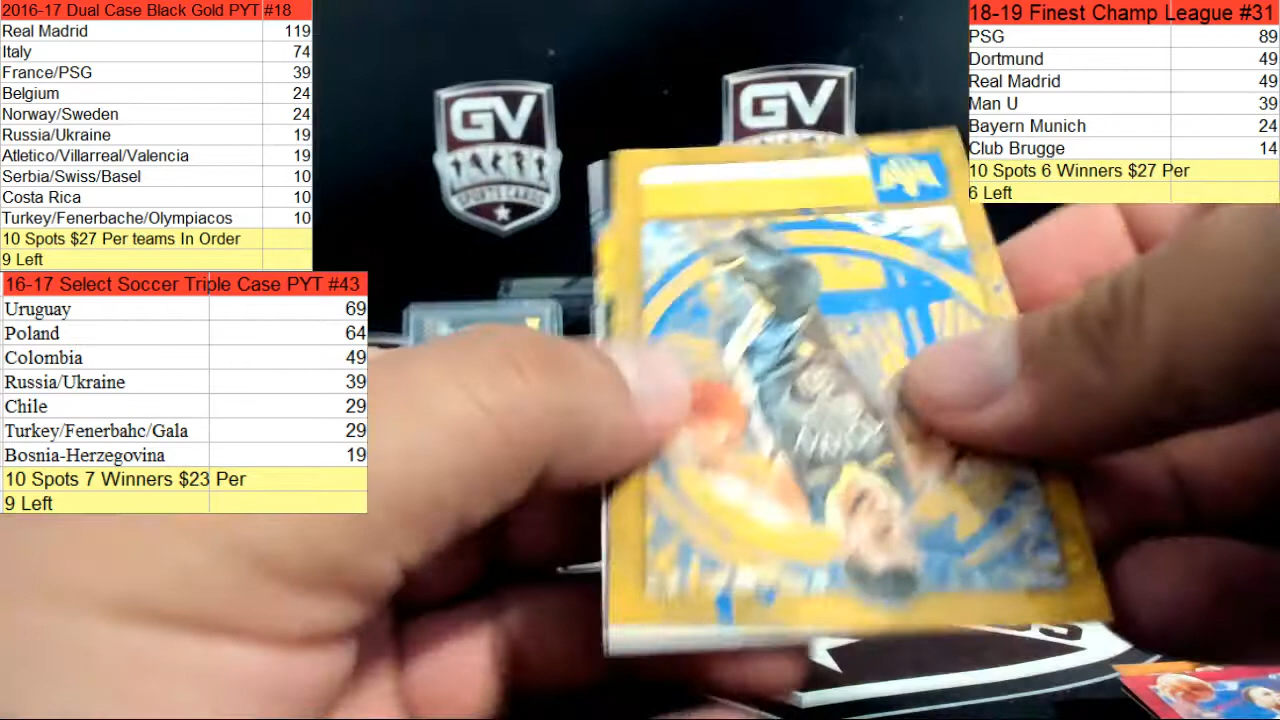 2016-17 Dual Case Black Gold PYT #18
Real Madrid 119
Italy 74
France/PSG 39
Belgium 24
Norway/Sweden 24
Russia/Ukraine 19
Atletico/Villarreal/Valencia 19
Serbia/Swiss/Basel 10
Costa Rica 10
Turkey/Fenerbache/Olympiacos 10
10 Spots $27 Per teams In Order
9 Left
16-17 Select Soccer Triple Case PYT #43
Uruguay 69
Poland 64
Colombia 49
Russia/Ukraine 39
Chile 29
Turkey/Fenerbahc/Gala 29
Bosnia-Herzegovina 19
10 Spots 7 Winners $23 Per
9 Left
18-19 Finest Champ League #31
PSG 89
Dortmund 49
Real Madrid 49
Man U 39
Bayern Munich 24
Club Brugge 14
10 Spots 6 Winners $27 Per
6 Left
GV
SPORTS CARDS
GV